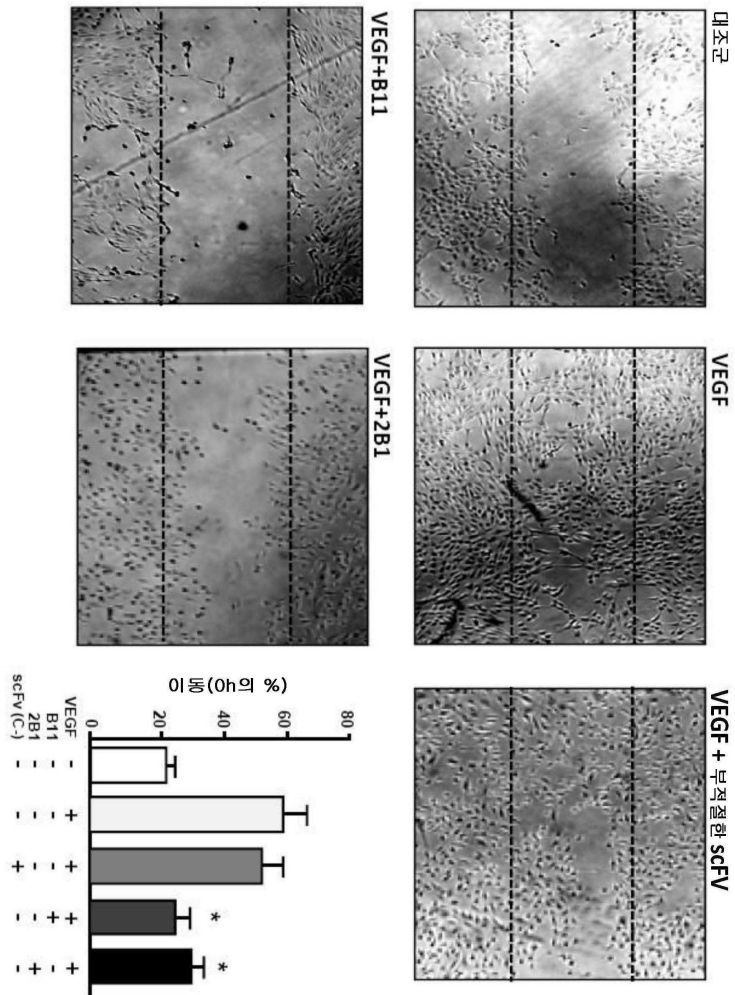 대조군
VEGF
VEGF + 부적절한 scFV
VEGF+B11
VEGF+2B1
이동(0h의 %)
80
60
40
20
0
VEGF - + + + +
B11 - - - + -
2B1 - - - - +
scFv (C-) - - + - -
* *